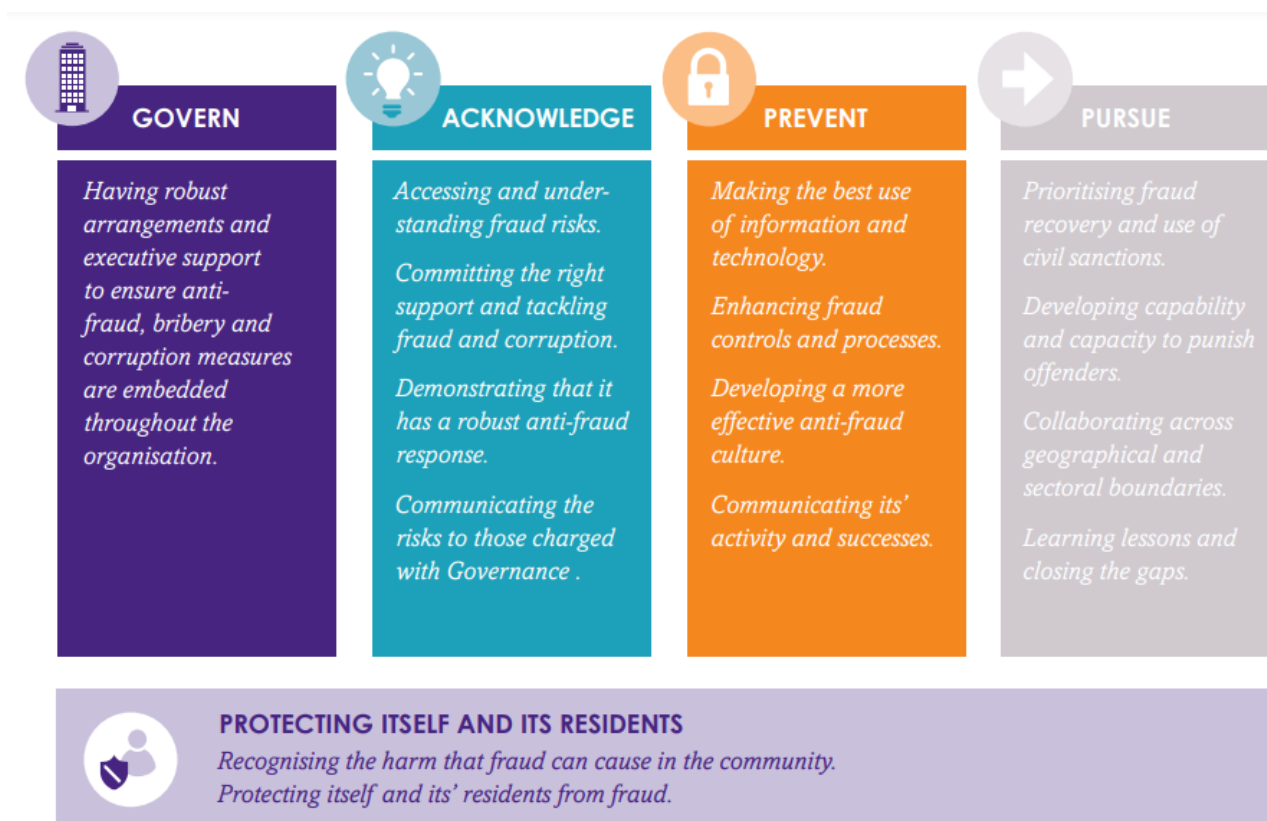 GOVERN
Having robust
arrangements and
executive support
to ensure anti-
fraud, bribery and
corruption measures
are embedded
throughout the
organisation.
ACKNOWLEDGE
Accessing and under-
standing fraud risks.
Committing the right
support and tackling
fraud and corruption.
Demonstrating that it
has a robust anti-fraud
response.
Communicating the
risks to those charged
with Governance .
PREVENT
Making the best use
of information and
technology.
Enhancing fraud
controls and processes.
Developing a more
effective anti-fraud
culture.
Communicating its’
activity and successes.
PURSUE
Prioritising fraud
recovery and use of
civil sanctions.
Developing capability
and capacity to punish
offenders.
Collaborating across
geographical and
sectoral boundaries.
Learning lessons and
closing the gaps.
PROTECTING ITSELF AND ITS RESIDENTS
Recognising the harm that fraud can cause in the community.
Protecting itself and its’ residents from fraud.